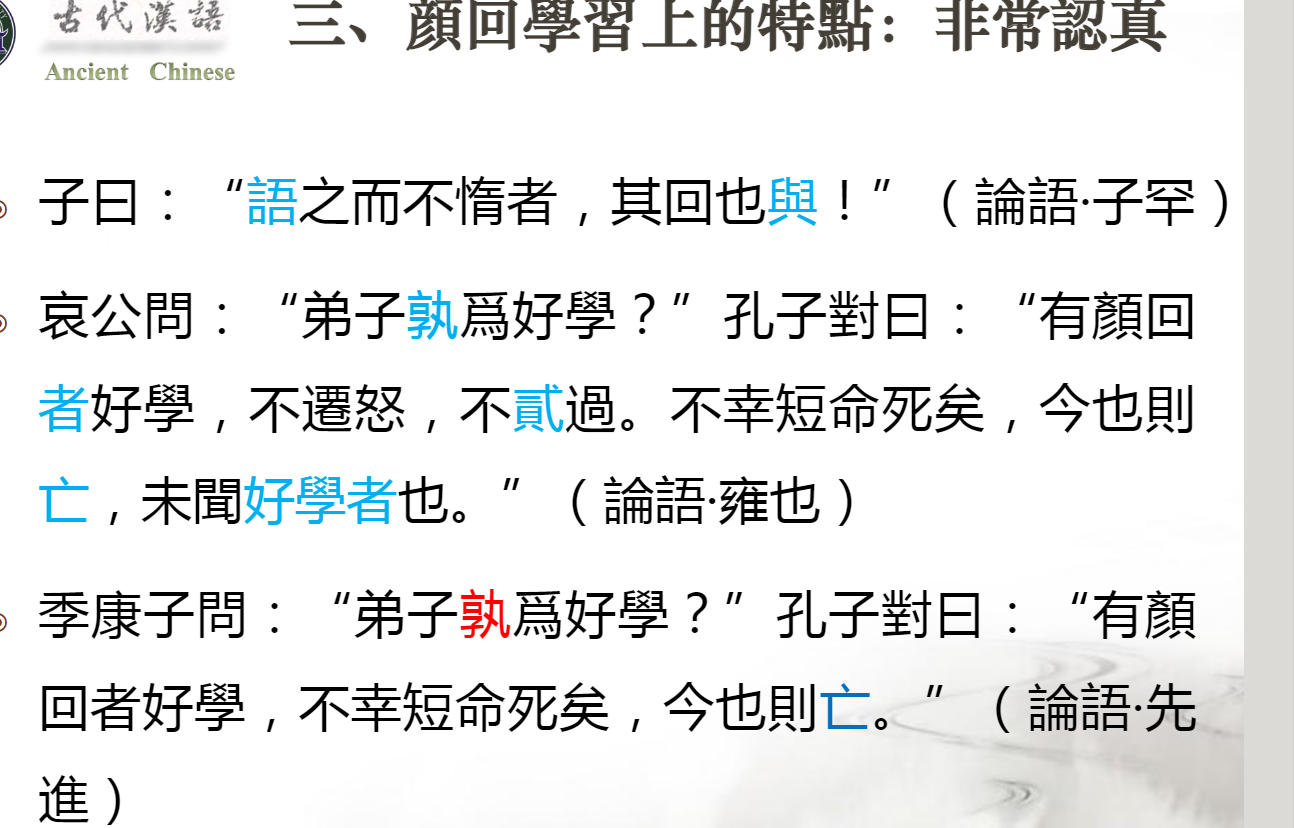 古代漢語
Ancient Chinese
三、顔回學習上的特點：非常認真
子曰：“語之而不惰者，其回也與！”（論語·子罕）
哀公問：“弟子孰爲好學？”孔子對曰：“有顏回
者好學，不遷怒，不貳過。不幸短命死矣，今也則
亡，未聞好學者也。”（論語·雍也）
季康子問：“弟子孰爲好學？”孔子對曰：“有顏
回者好學，不幸短命死矣，今也則亡。”（論語·先
進）